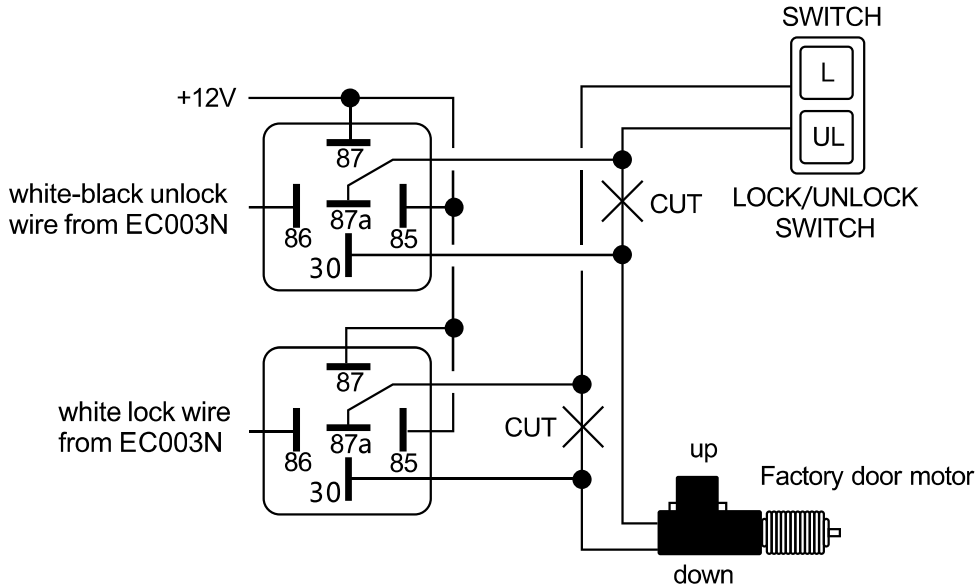 SWITCH
L
UL
LOCK/UNLOCK
SWITCH
+12V
87
white-black unlock
wire from EC003N
86
87a
85
30
CUT
87
white lock wire
from EC003N
86
87a
85
30
CUT
up
Factory door motor
down